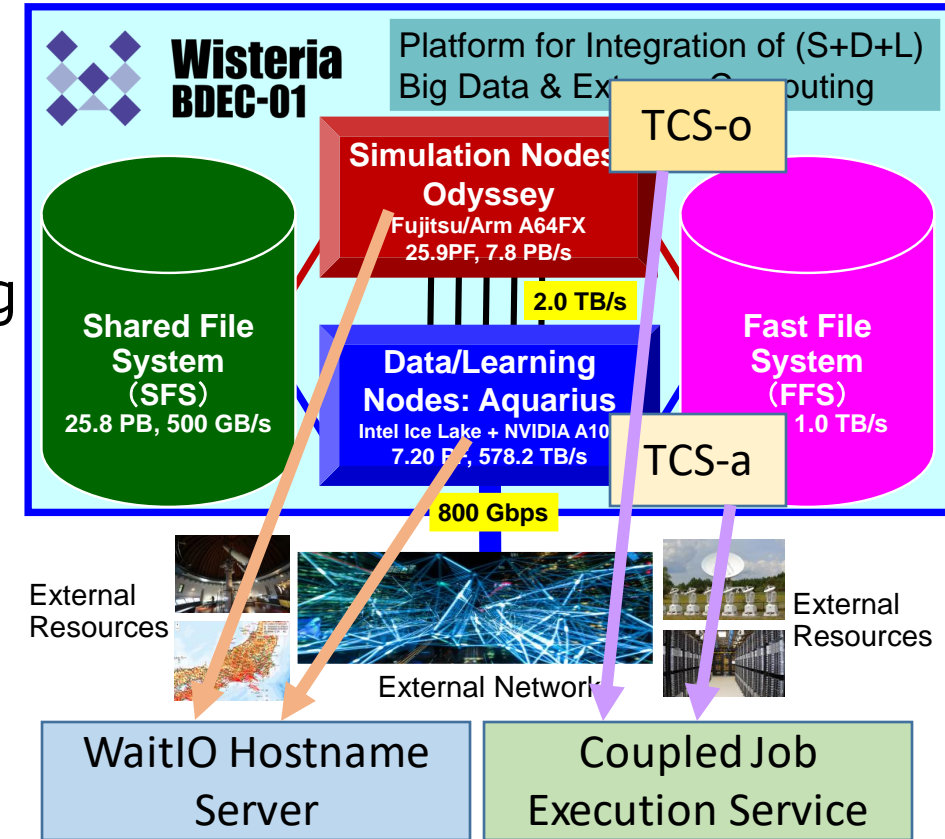 Wisteria
BDEC-01
Platform for Integration of (S+D+L)
Big Data &
TCS-o
Simulation Nodes
Odyssey
Fujitsu/Arm A64FX
25.9PF, 7.8 PB/s
g
2.0 TB/s
Shared File
System
(SFS)
25.8 PB, 500 GB/s
Data/Learning
Nodes: Aquarius
Intel Ice Lake + NVIDIA A10
7.20 PF, 578.2 TB/s
Fast File
System
(FFS)
1.0 TB/s
TCS-a
800 Gbps
External
Resources
External Network
External
Resources
WaitIO Hostname
Server
Coupled Job
Execution Service